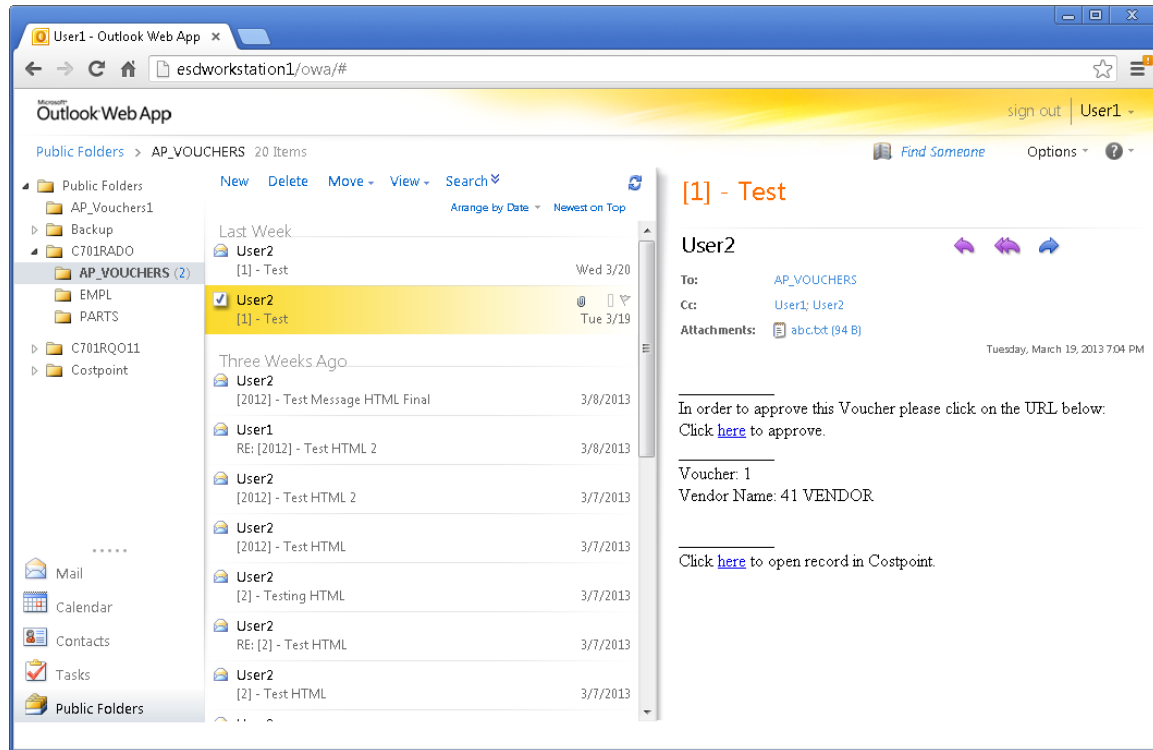 User1 - Outlook Web App
esdworkstation1/owa/#
Microsoft®
Outlook Web App
sign out User1
Public Folders > AP_VOUCHERS 20 Items
Find Someone Options
Public Folders
AP_Vouchers1
Backup
C701RADO
AP_VOUCHERS (2)
EMPL
PARTS
C701RQO11
Costpoint
Mail
Calendar
Contacts
Tasks
Public Folders
New Delete Move View Search
Arrange by Date Newest on Top
Last Week
User2
[1] - Test Wed 3/20
User2
[1] - Test Tue 3/19
Three Weeks Ago
User2
[2012] - Test Message HTML Final 3/8/2013
User1
RE: [2012] - Test HTML 2 3/8/2013
User2
[2012] - Test HTML 2 3/7/2013
User2
[2012] - Test HTML 3/7/2013
User2
[2] - Testing HTML 3/7/2013
User2
RE: [2] - Test HTML 3/7/2013
User2
[2] - Test HTML 3/7/2013
[1] - Test
User2
To: AP_VOUCHERS
Cc: User1; User2
Attachments: abc.txt (94 B)
Tuesday, March 19, 2013 7:04 PM
In order to approve this Voucher please click on the URL below:
Click here to approve.
Voucher: 1
Vendor Name: 41 VENDOR
Click here to open record in Costpoint.